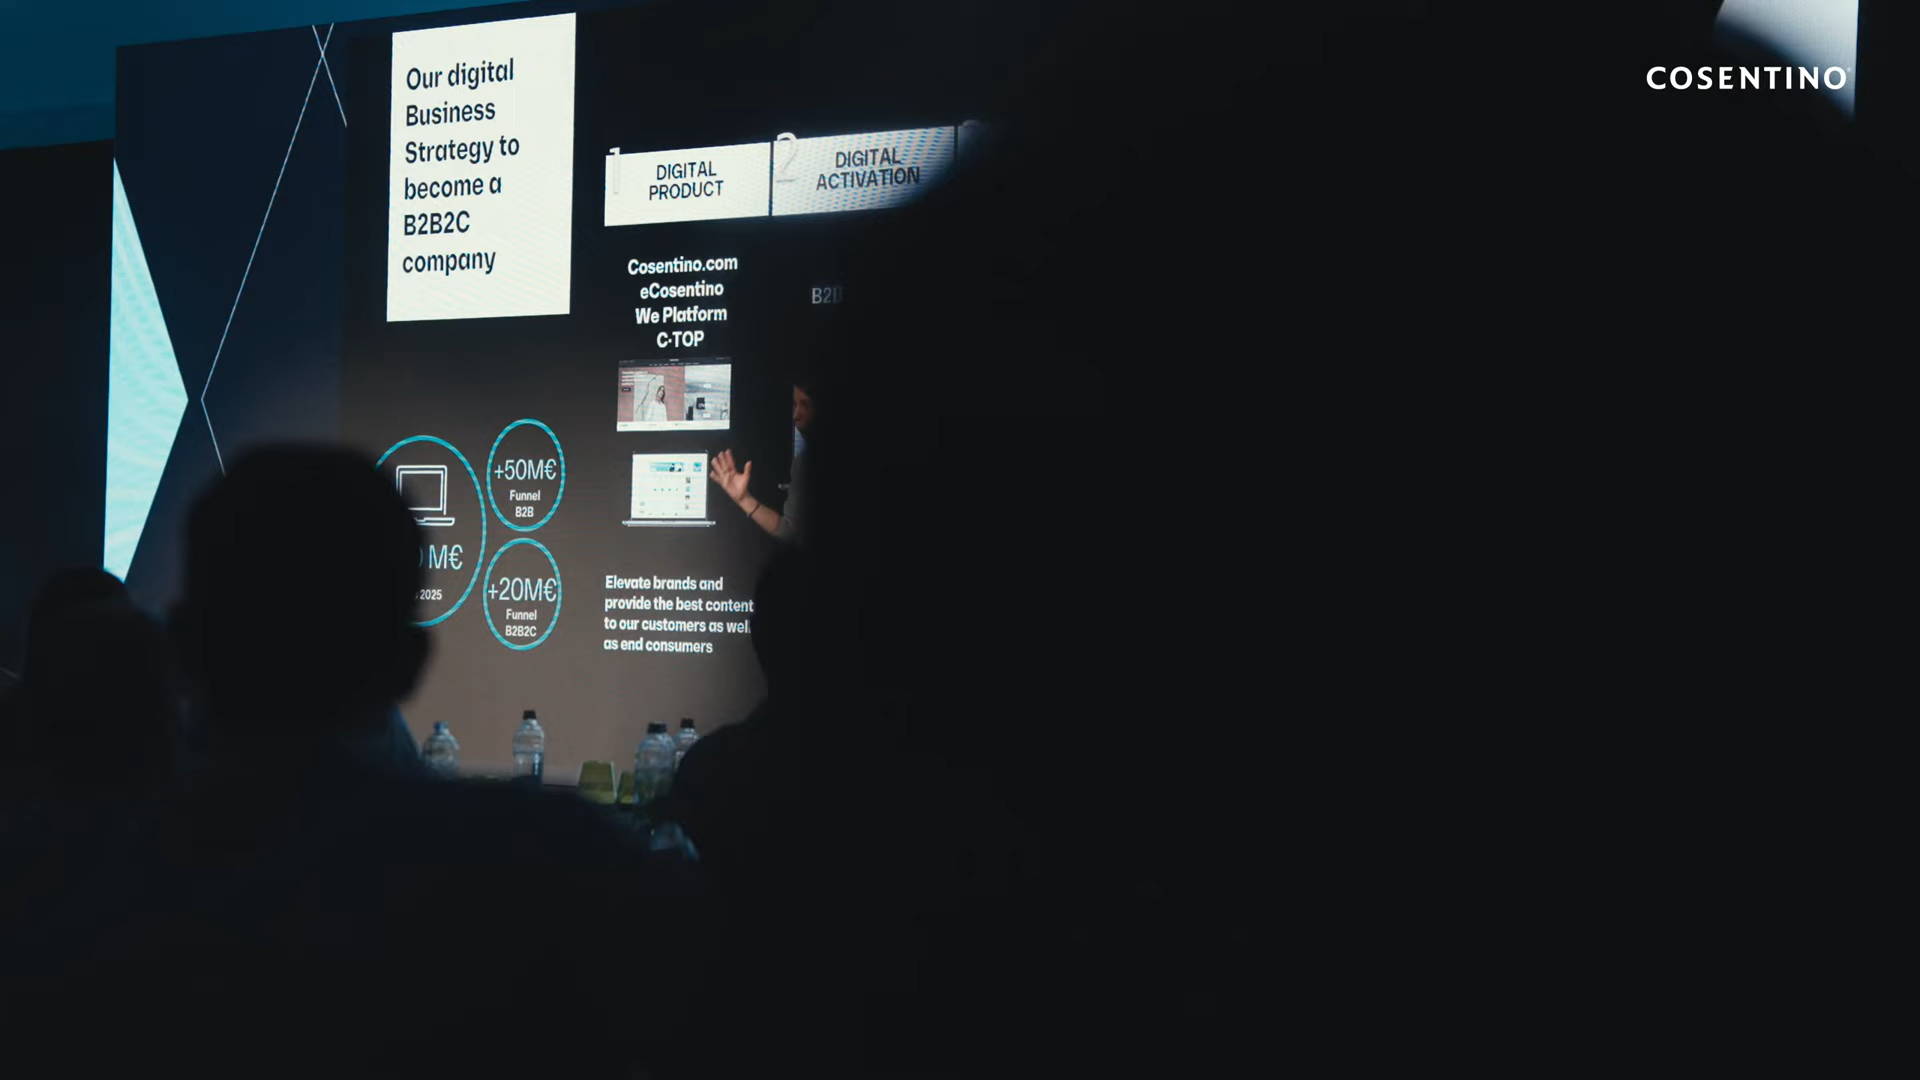 COSENTINO
Our digital
Business
Strategy to
become a
B2B2C
company
1
DIGITAL
PRODUCT
2
DIGITAL
ACTIVATION
Cosentino.com
eCosentino
We Platform
C·TOP
+50M€
Funnel
B2B
M€
2025
+20M€
Funnel
B2B2C
Elevate brands and
provide the best content
to our customers as well
as end consumers